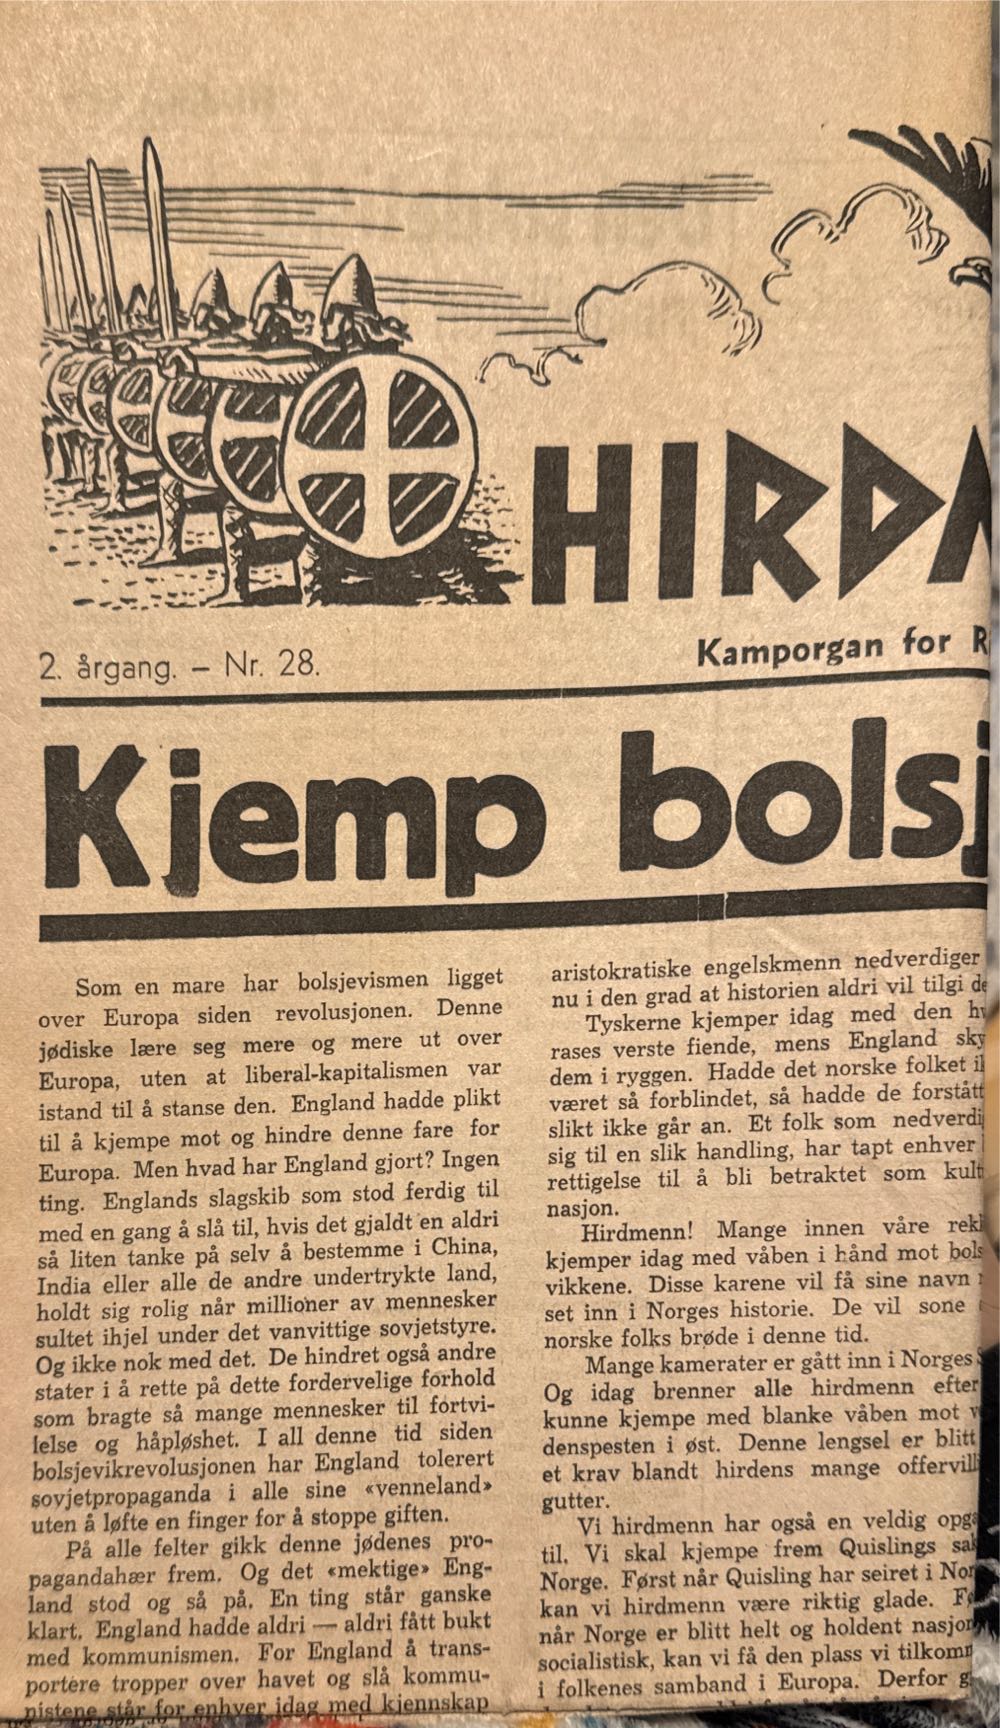 HIRD
2. årgang. – Nr. 28.
Kamporgan for
Kjemp bolsj
Som en mare har bolsjevismen ligget
over Europa siden revolusjonen. Denne
jødiske lære seg mere og mere ut over
Europa, uten at liberal-kapitalismen var
istand til å stanse den. England hadde plikt
til å kjempe mot og hindre denne fare for
Europa. Men hvad har England gjort? Ingen
ting. Englands slagskib som stod ferdig til
med en gang å slå til, hvis det gjaldt en aldri
så liten tanke på selv å bestemme i China,
India eller alle de andre undertrykte land,
holdt sig rolig når millioner av mennesker
sultet ihjel under det vanvittige sovjetstyre.
Og ikke nok med det. De hindret også andre
stater i å rette på dette fordervelige forhold
som bragte så mange mennesker til fortvi-
lelse og håpløshet. I all denne tid siden
bolsjevikrevolusjonen har England tolerert
sovjetpropaganda i alle sine «venneland»
uten å løfte en finger for å stoppe giften.
På alle felter gikk denne jødenes pro-
pagandahær frem. Og det «mektige» Eng-
land stod og så på. En ting står ganske
klart. England hadde aldri — aldri fått bukt
med kommunismen. For England å trans-
portere tropper over havet og slå kommu-
nistene står for enhver idag med kjennskap
aristokratiske engelskmenn nedverdiger
nu i den grad at historien aldri vil tilgi
Tyskerne kjemper idag med den
rases verste fiende, mens England
dem i ryggen. Hadde det norske folket
været så forblindet, så hadde de forstått
slikt ikke går an. Et folk som
sig til en slik handling, har tapt enhver
rettigelse til å bli betraktet som
nasjon.
Hirdmenn! Mange innen våre
kjemper idag med våben i hånd mot
vikkene. Disse karene vil få sine navn
set inn i Norges historie. De vil sone
norske folks brøde i denne tid.
Mange kamerater er gått inn i Norges
Og idag brenner alle hirdmenn efter
kunne kjempe med blanke våben mot
denspesten i øst. Denne lengsel er blitt
et krav blandt hirdens mange
gutter.
Vi hirdmenn har også en veldig
til. Vi skal kjempe frem Quislings
Norge. Først når Quisling har seiret i
kan vi hirdmenn være riktig glade.
når Norge er blitt helt og holdent
socialistisk, kan vi få den plass vi
i folkenes samband i Europa. Derfor